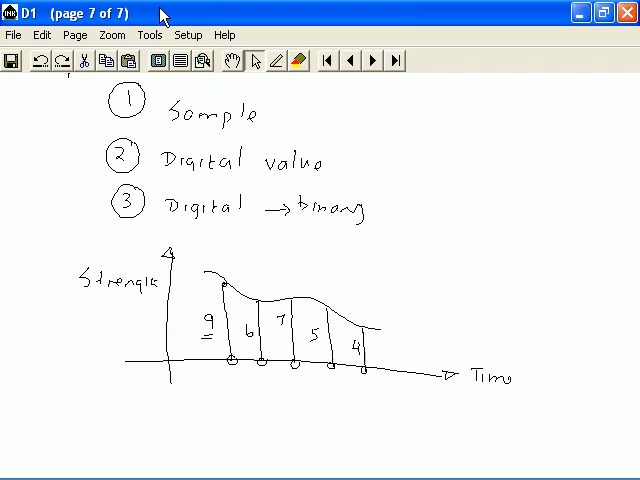 D1 (page 7 of 7)
File Edit Page Zoom Tools Setup Help
1 Sample
2 Digital value
3 Digital → binary
Strength
9 6 7 5 4
Time